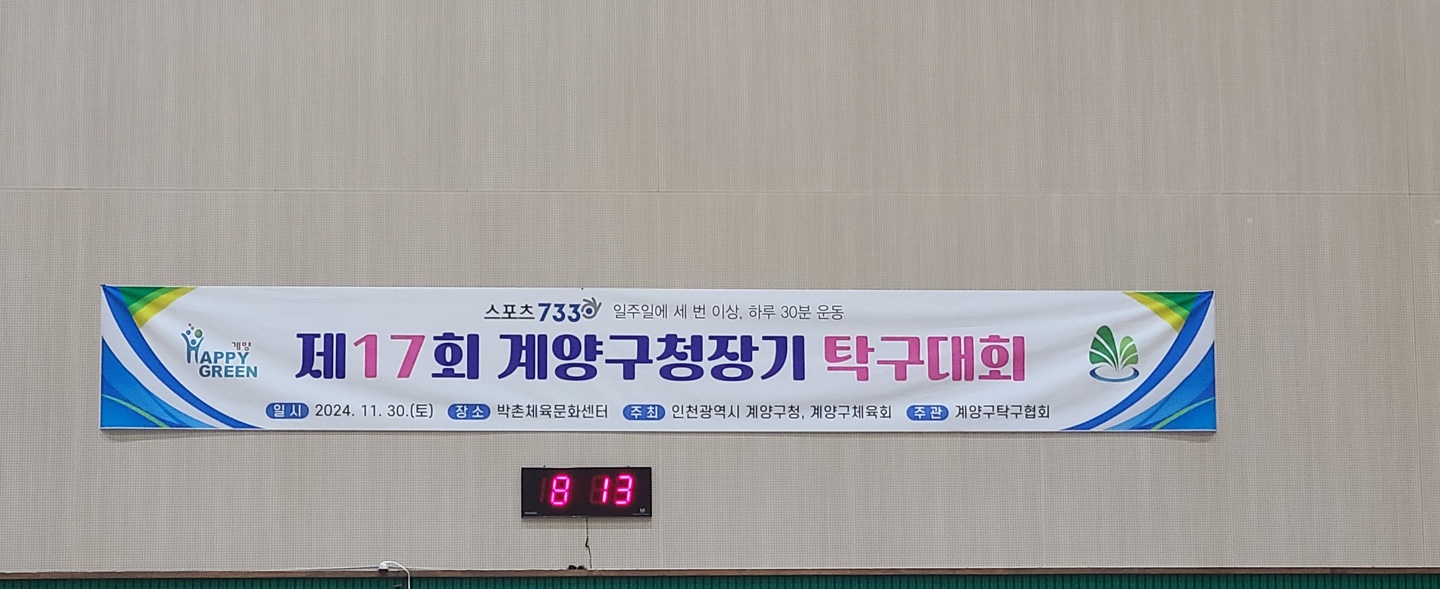 스포츠 733 일주일에 세 번 이상, 하루 30분 운동
계양
HAPPY
GREEN
제17회 계양구청장기 탁구대회
일시 2024. 11. 30.(토) 장소 박촌체육문화센터 주최 인천광역시 계양구청, 계양구체육회 주관 계양구탁구협회
8 13